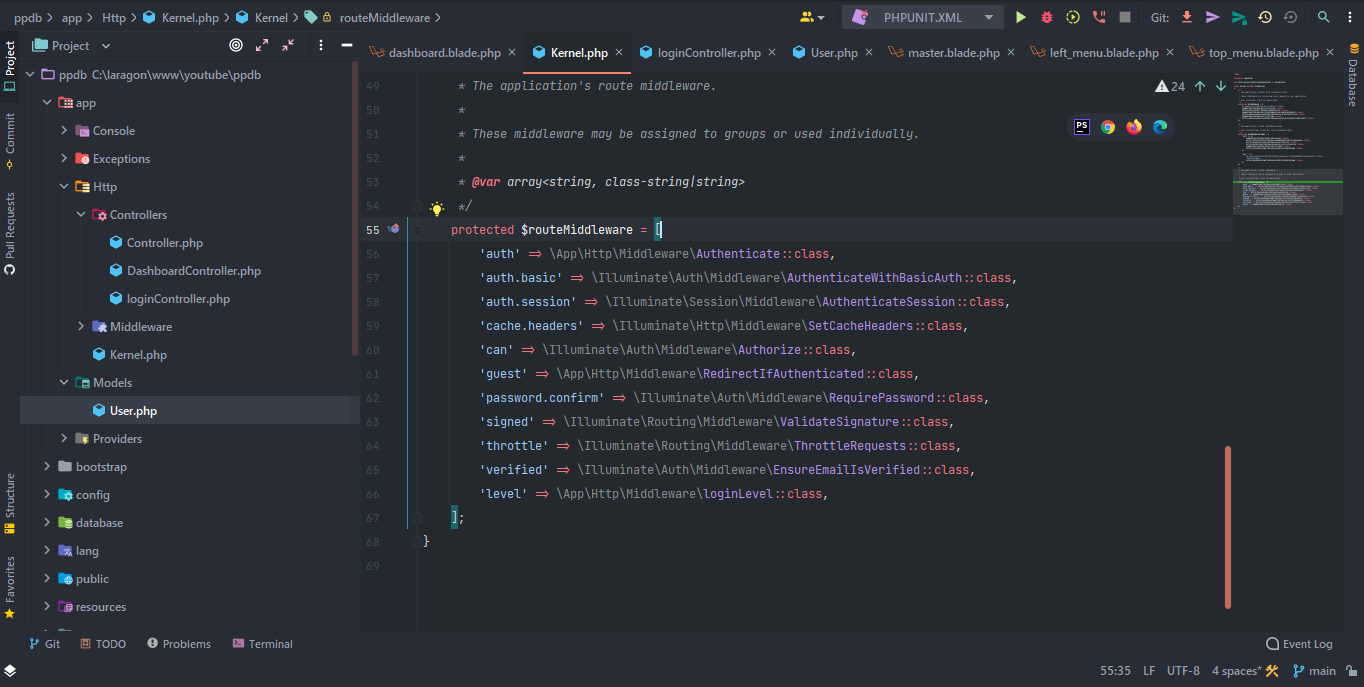 ppdb > app > Http > Kernel.php > Kernel > routeMiddleware >
PHPUNIT.XML
Git:
Project
dashboard.blade.php
Kernel.php
loginController.php
User.php
master.blade.php
left_menu.blade.php
top_menu.blade.php
Project
Commit
Pull Requests
Structure
Favorites
Database
ppdb C:\laragon\www\youtube\ppdb
app
Console
Exceptions
Http
Controllers
Controller.php
DashboardController.php
loginController.php
Middleware
Kernel.php
Models
User.php
Providers
bootstrap
config
database
lang
public
resources
24
PS
49 * The application's route middleware.
50 *
51 * These middleware may be assigned to groups or used individually.
52 *
53 * @var array<string, class-string|string>
54 */
55 protected $routeMiddleware = [
56 'auth' => \App\Http\Middleware\Authenticate::class,
57 'auth.basic' => \Illuminate\Auth\Middleware\AuthenticateWithBasicAuth::class,
58 'auth.session' => \Illuminate\Session\Middleware\AuthenticateSession::class,
59 'cache.headers' => \Illuminate\Http\Middleware\SetCacheHeaders::class,
60 'can' => \Illuminate\Auth\Middleware\Authorize::class,
61 'guest' => \App\Http\Middleware\RedirectIfAuthenticated::class,
62 'password.confirm' => \Illuminate\Auth\Middleware\RequirePassword::class,
63 'signed' => \Illuminate\Routing\Middleware\ValidateSignature::class,
64 'throttle' => \Illuminate\Routing\Middleware\ThrottleRequests::class,
65 'verified' => \Illuminate\Auth\Middleware\EnsureEmailIsVerified::class,
66 'level' => \App\Http\Middleware\loginLevel::class,
67 ];
68 }
69
Git
TODO
Problems
Terminal
Event Log
55:35 LF UTF-8 4 spaces* main